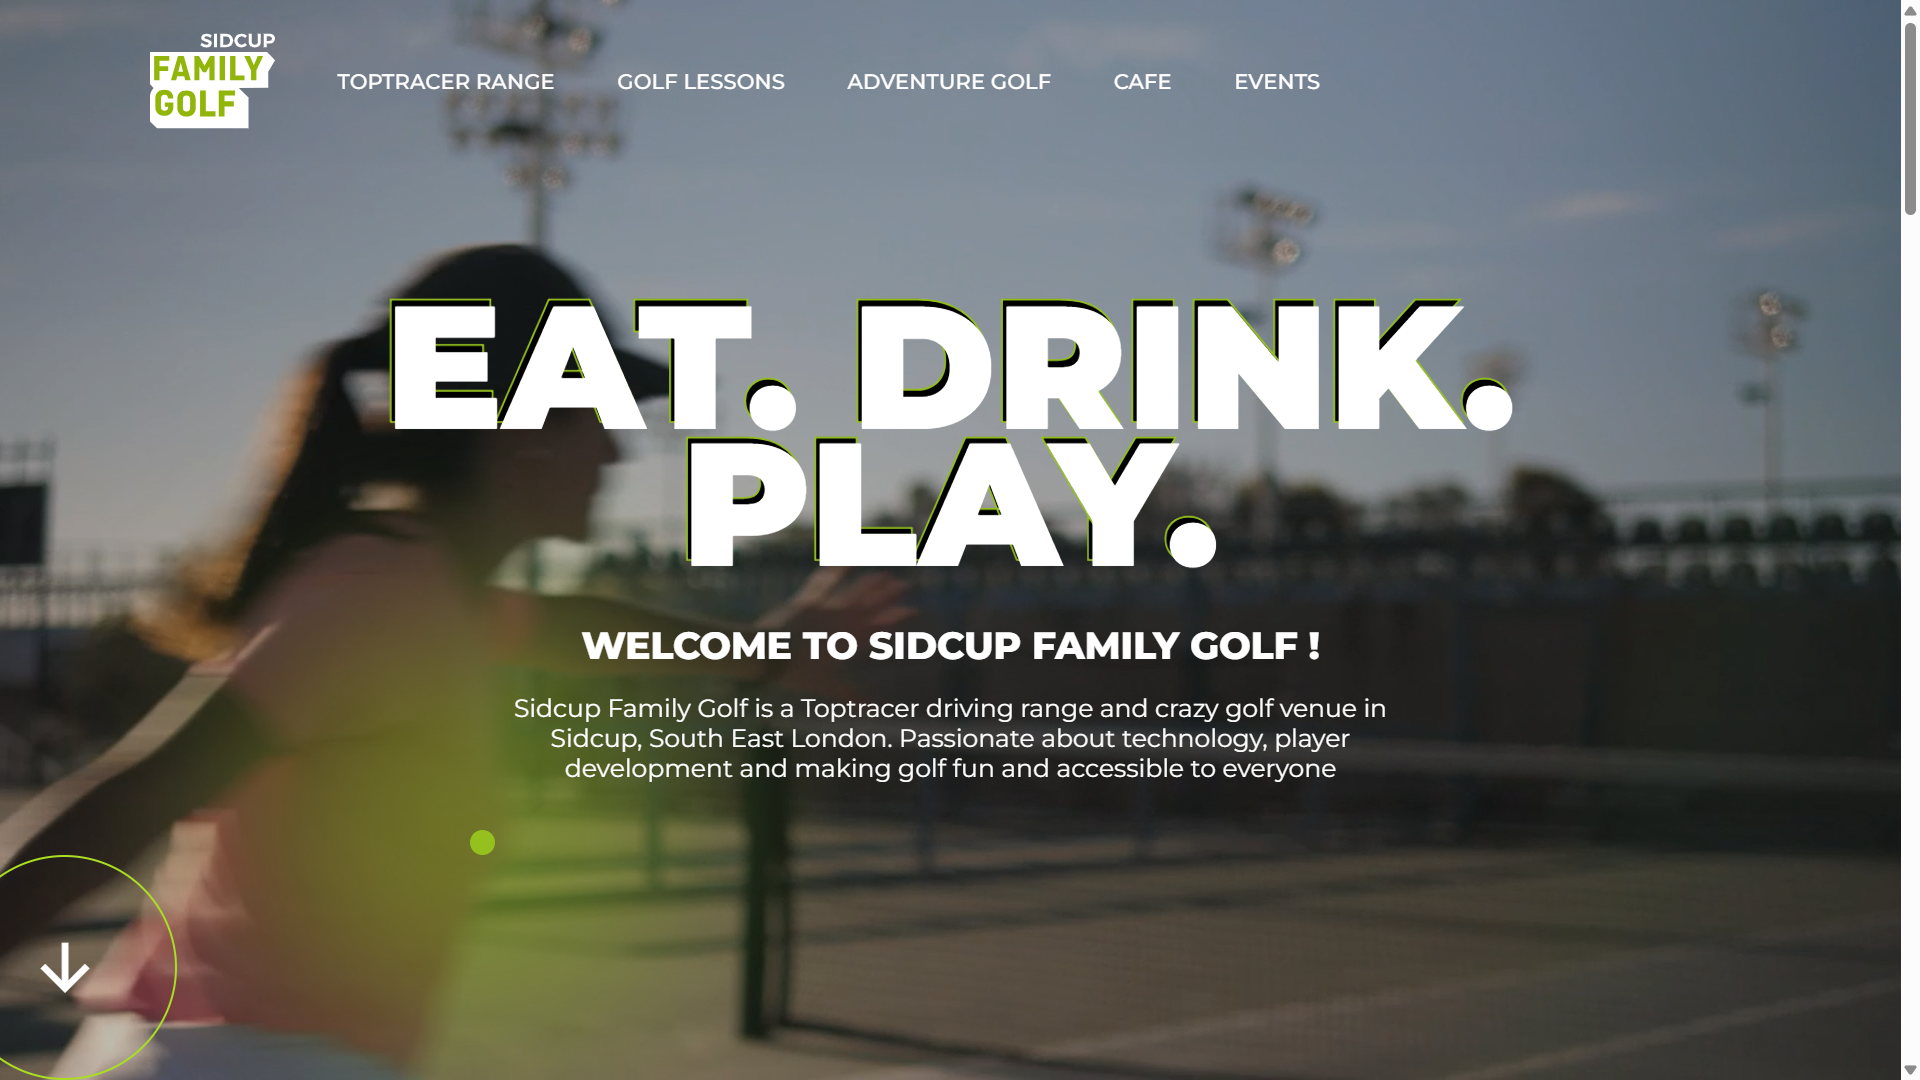 SIDCUP
FAMILY
GOLF
TOPTRACER RANGE
GOLF LESSONS
ADVENTURE GOLF
CAFE
EVENTS
EAT. DRINK.
PLAY.
WELCOME TO SIDCUP FAMILY GOLF !
Sidcup Family Golf is a Toptracer driving range and crazy golf venue in
Sidcup, South East London. Passionate about technology, player
development and making golf fun and accessible to everyone